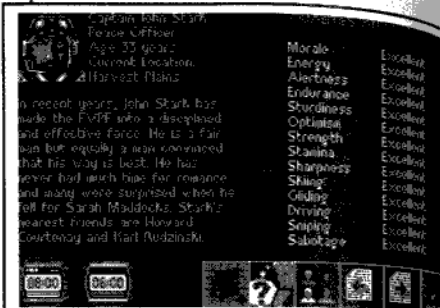 Captain John Stark
Peace Officer
Age 33 years
Current Location:
Harvest Plains
In recent years, John Stark has
made the FVPF into a disciplined
and effective force. He is a fair
man but equally a man convinced
that his way is best. He has
never had much time for romance
and many were surprised when he
fell for Sarah Maddocks. Stark's
nearest friends are Howard
Courtenay and Karl Rudzinski.
Morale Excellent
Energy Excellent
Alertness Excellent
Endurance Excellent
Sturdiness Excellent
Optimism Excellent
Strength Excellent
Stamina Excellent
Sharpness Excellent
Skiing Excellent
Gliding Excellent
Driving Excellent
Sniping Excellent
Sabotage Excellent
08:00
06:00
?